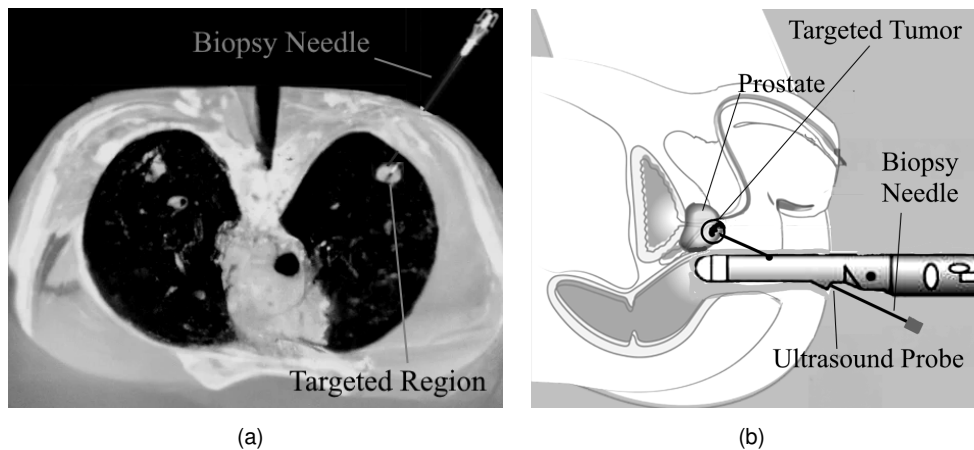 Biopsy Needle
Targeted Region
(a)
Targeted Tumor
Prostate
Biopsy
Needle
Ultrasound Probe
(b)